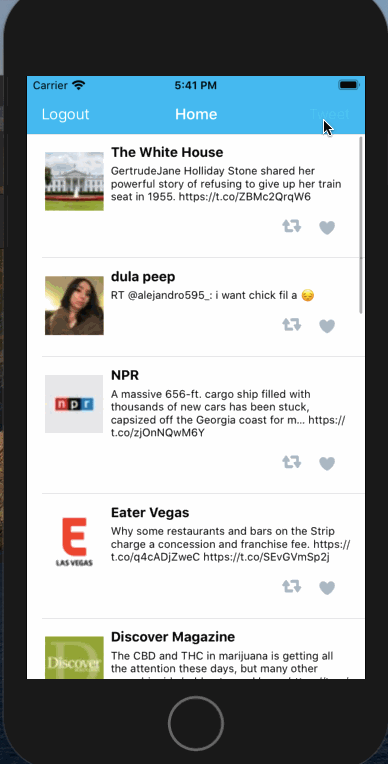 Carrier 5:41 PM
Logout Home Tweet
The White House
GertrudeJane Holliday Stone shared her
powerful story of refusing to give up her train
seat in 1955. https://t.co/ZBMc2QrqW6
dula peep
RT @alejandro595_: i want chick fil a 😔
npr
NPR
A massive 656-ft. cargo ship filled with
thousands of new cars has been stuck,
capsized off the Georgia coast for m... https://
t.co/zjOnNQwM6Y
E
LAS VEGAS
Eater Vegas
Why some restaurants and bars on the Strip
charge a concession and franchise fee. https://
t.co/q4cADjZweC https://t.co/SEvGVmSp2j
Discover
Discover Magazine
The CBD and THC in marijuana is getting all
the attention these days, but many other